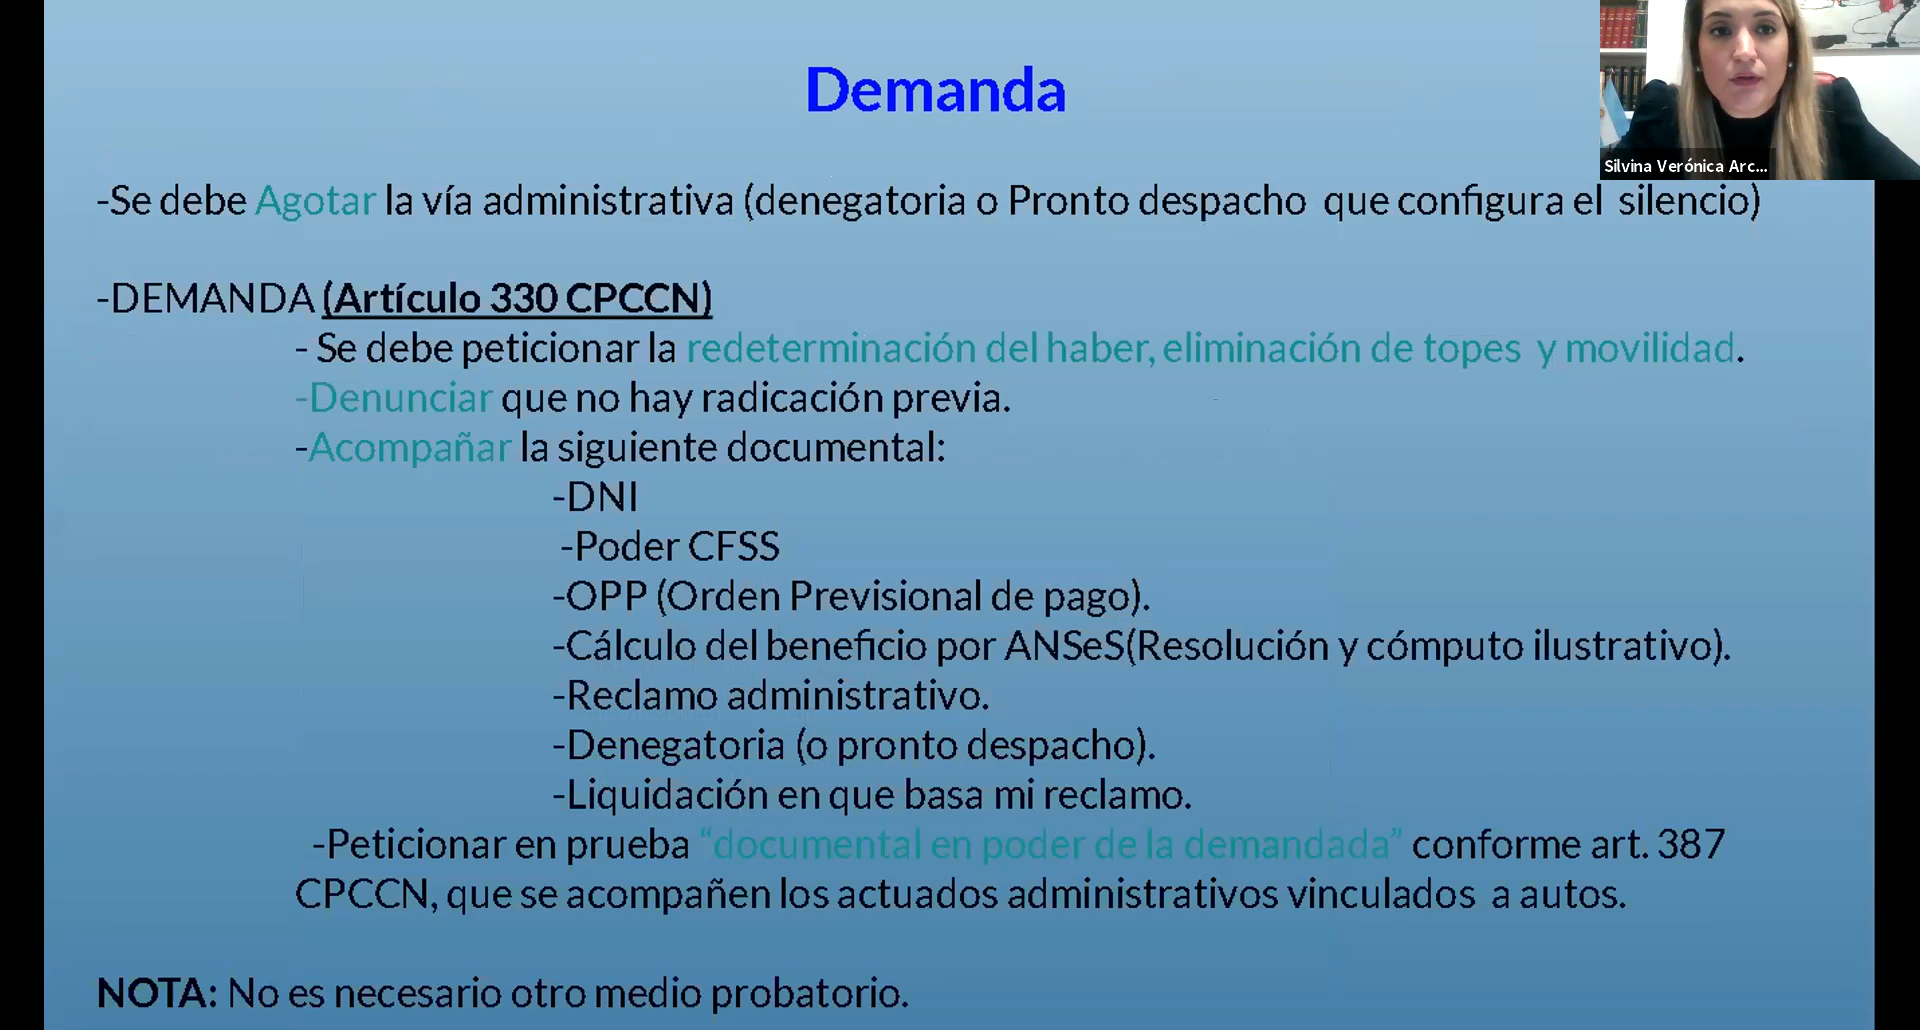 Demanda
Silvina Verónica Arc...
-Se debe Agotar la vía administrativa (denegatoria o Pronto despacho que configura el silencio)
-DEMANDA (Artículo 330 CPCCN)
- Se debe peticionar la redeterminación del haber, eliminación de topes y movilidad.
-Denunciar que no hay radicación previa.
-Acompañar la siguiente documental:
-DNI
-Poder CFSS
-OPP (Orden Previsional de pago).
-Cálculo del beneficio por ANSeS(Resolución y cómputo ilustrativo).
-Reclamo administrativo.
-Denegatoria (o pronto despacho).
-Liquidación en que basa mi reclamo.
-Peticionar en prueba “documental en poder de la demandada” conforme art. 387
CPCCN, que se acompañen los actuados administrativos vinculados a autos.
NOTA: No es necesario otro medio probatorio.